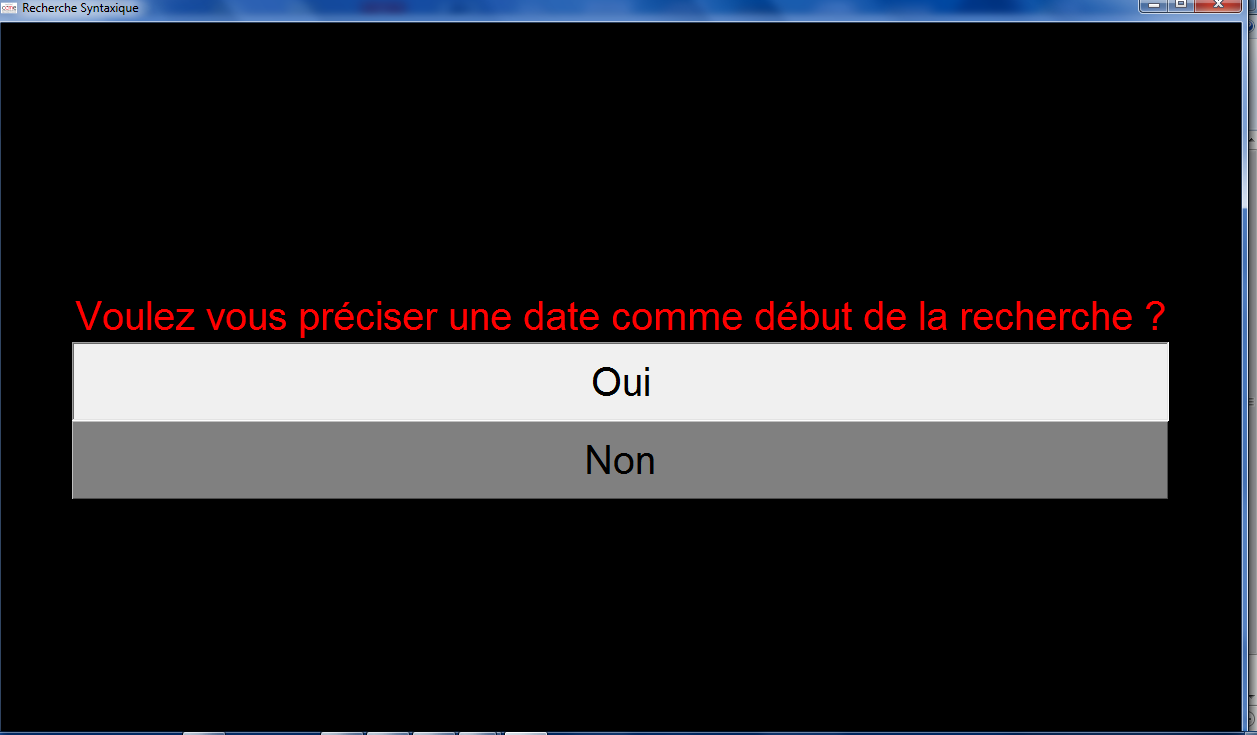 Recherche Syntaxique
Voulez vous préciser une date comme début de la recherche ?
Oui
Non